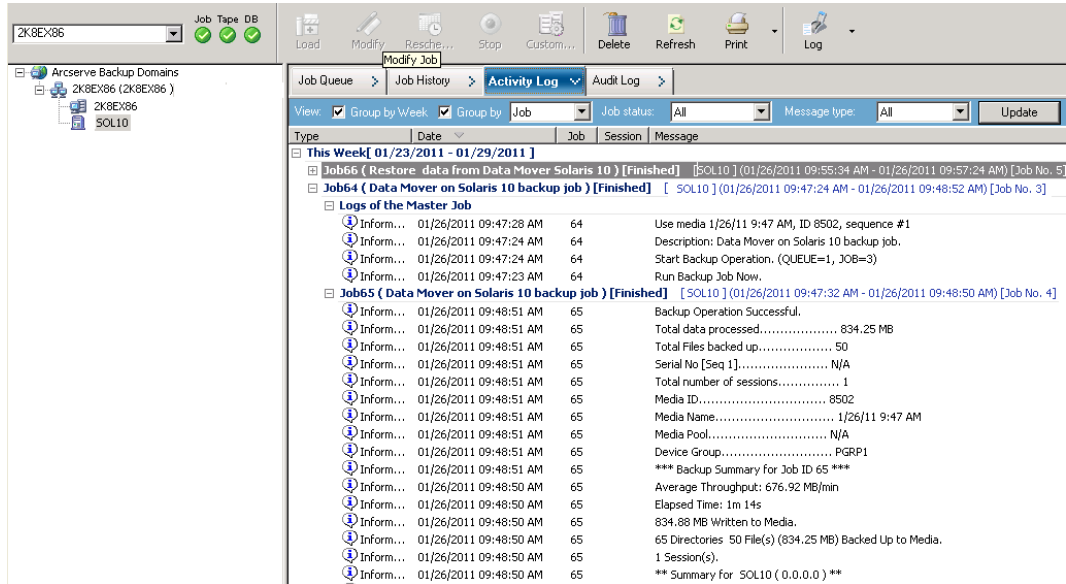 2K8EX86
Job Tape DB
Load Modify Resche... Stop Custom... Delete Refresh Print Log
Modify Job
Arcserve Backup Domains
2K8EX86 (2K8EX86 )
2K8EX86
SOL10
Job Queue Job History Activity Log Audit Log
View: Group by Week Group by Job Job status: All Message type: All Update
Type Date Job Session Message
This Week[ 01/23/2011 - 01/29/2011 ]
Job66 ( Restore data from Data Mover Solaris 10 ) [Finished] [SOL10 ] (01/26/2011 09:55:34 AM - 01/26/2011 09:57:24 AM) [Job No. 5]
Job64 ( Data Mover on Solaris 10 backup job ) [Finished] [ SOL10 ] (01/26/2011 09:47:24 AM - 01/26/2011 09:48:52 AM) [Job No. 3]
Logs of the Master Job
Inform... 01/26/2011 09:47:28 AM 64 Use media 1/26/11 9:47 AM, ID 8502, sequence #1
Inform... 01/26/2011 09:47:24 AM 64 Description: Data Mover on Solaris 10 backup job.
Inform... 01/26/2011 09:47:24 AM 64 Start Backup Operation. (QUEUE=1, JOB=3)
Inform... 01/26/2011 09:47:23 AM 64 Run Backup Job Now.
Job65 ( Data Mover on Solaris 10 backup job ) [Finished] [ SOL10 ] (01/26/2011 09:47:32 AM - 01/26/2011 09:48:50 AM) [Job No. 4]
Inform... 01/26/2011 09:48:51 AM 65 Backup Operation Successful.
Inform... 01/26/2011 09:48:51 AM 65 Total data processed................... 834.25 MB
Inform... 01/26/2011 09:48:51 AM 65 Total Files backed up.................. 50
Inform... 01/26/2011 09:48:51 AM 65 Serial No [Seq 1]...................... N/A
Inform... 01/26/2011 09:48:51 AM 65 Total number of sessions............... 1
Inform... 01/26/2011 09:48:51 AM 65 Media ID............................... 8502
Inform... 01/26/2011 09:48:51 AM 65 Media Name............................. 1/26/11 9:47 AM
Inform... 01/26/2011 09:48:51 AM 65 Media Pool............................. N/A
Inform... 01/26/2011 09:48:51 AM 65 Device Group........................... PGRP1
Inform... 01/26/2011 09:48:51 AM 65 *** Backup Summary for Job ID 65 ***
Inform... 01/26/2011 09:48:50 AM 65 Average Throughput: 676.92 MB/min
Inform... 01/26/2011 09:48:50 AM 65 Elapsed Time: 1m 14s
Inform... 01/26/2011 09:48:50 AM 65 834.88 MB Written to Media.
Inform... 01/26/2011 09:48:50 AM 65 65 Directories 50 File(s) (834.25 MB) Backed Up to Media.
Inform... 01/26/2011 09:48:50 AM 65 1 Session(s).
Inform... 01/26/2011 09:48:50 AM 65 ** Summary for SOL10 ( 0.0.0.0 ) **